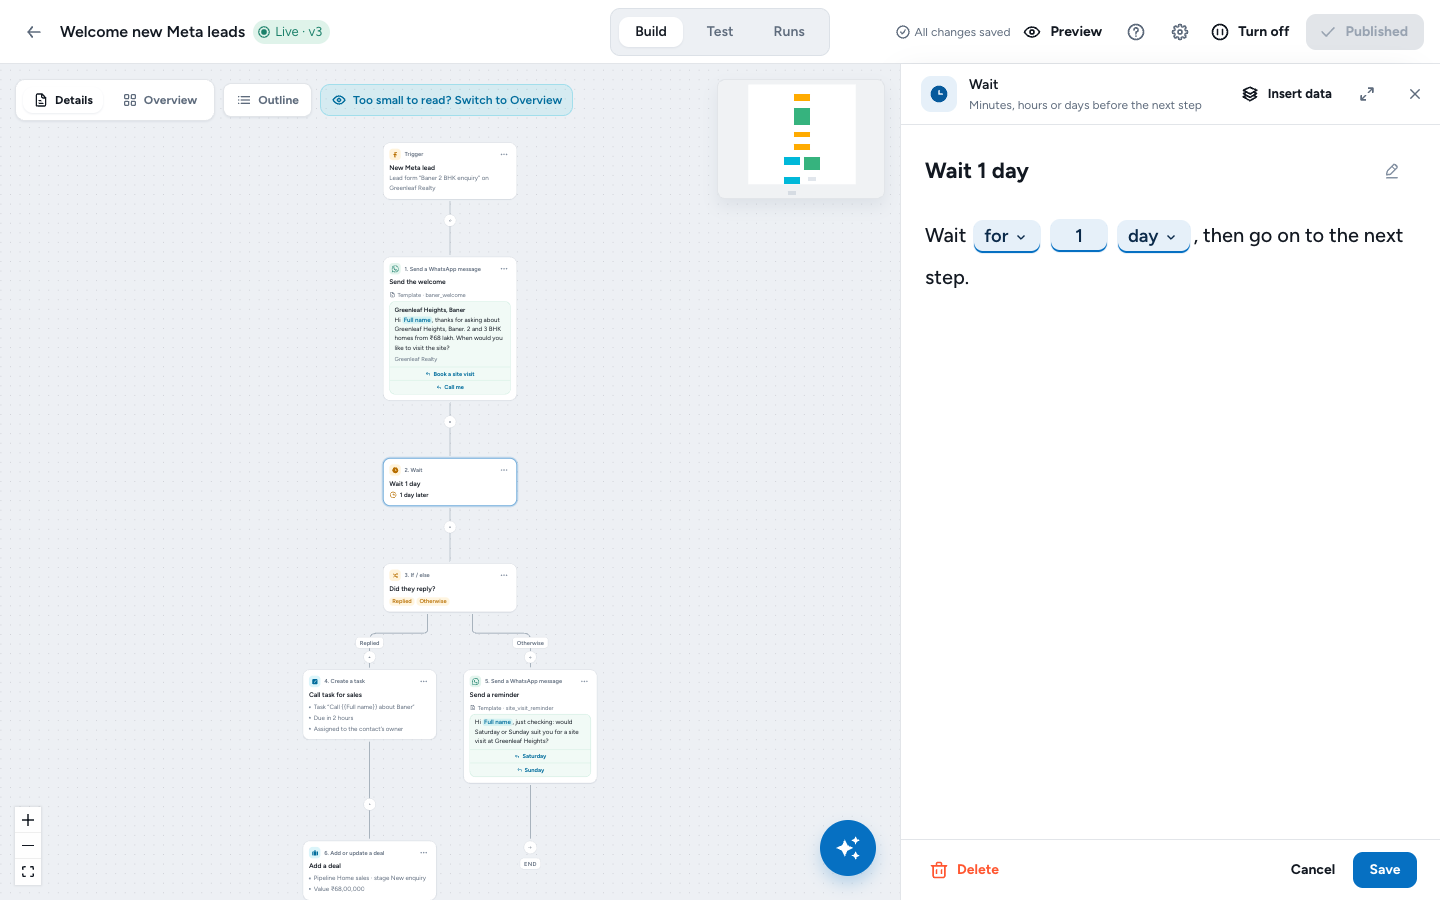 Welcome new Meta leads
Live · v3
Build
Test
Runs
All changes saved
Preview
Turn off
Published
Details
Overview
Outline
Too small to read? Switch to Overview
Trigger
New Meta lead
Lead form "Baner 2 BHK enquiry" on
Greenleaf Realty
1. Send a WhatsApp message
Send the welcome
Template · baner_welcome
Greenleaf Heights, Baner
Hi Full name, thanks for asking about
Greenleaf Heights, Baner. 2 and 3 BHK
homes from ₹68 lakh. When would you
like to visit the site?
Greenleaf Realty
Book a site visit
Call me
2. Wait
Wait 1 day
1 day later
3. If / else
Did they reply?
Replied
Otherwise
Replied
Otherwise
4. Create a task
Call task for sales
• Task "Call {{Full name}} about Baner"
• Due in 2 hours
• Assigned to the contact's owner
5. Send a WhatsApp message
Send a reminder
Template · site_visit_reminder
Hi Full name, just checking: would
Saturday or Sunday suit you for a site
visit at Greenleaf Heights?
Saturday
Sunday
6. Add or update a deal
Add a deal
• Pipeline Home sales · stage New enquiry
• Value ₹68,00,000
END
Wait
Minutes, hours or days before the next step
Insert data
Wait 1 day
Wait for 1 day , then go on to the next
step.
Delete
Cancel
Save